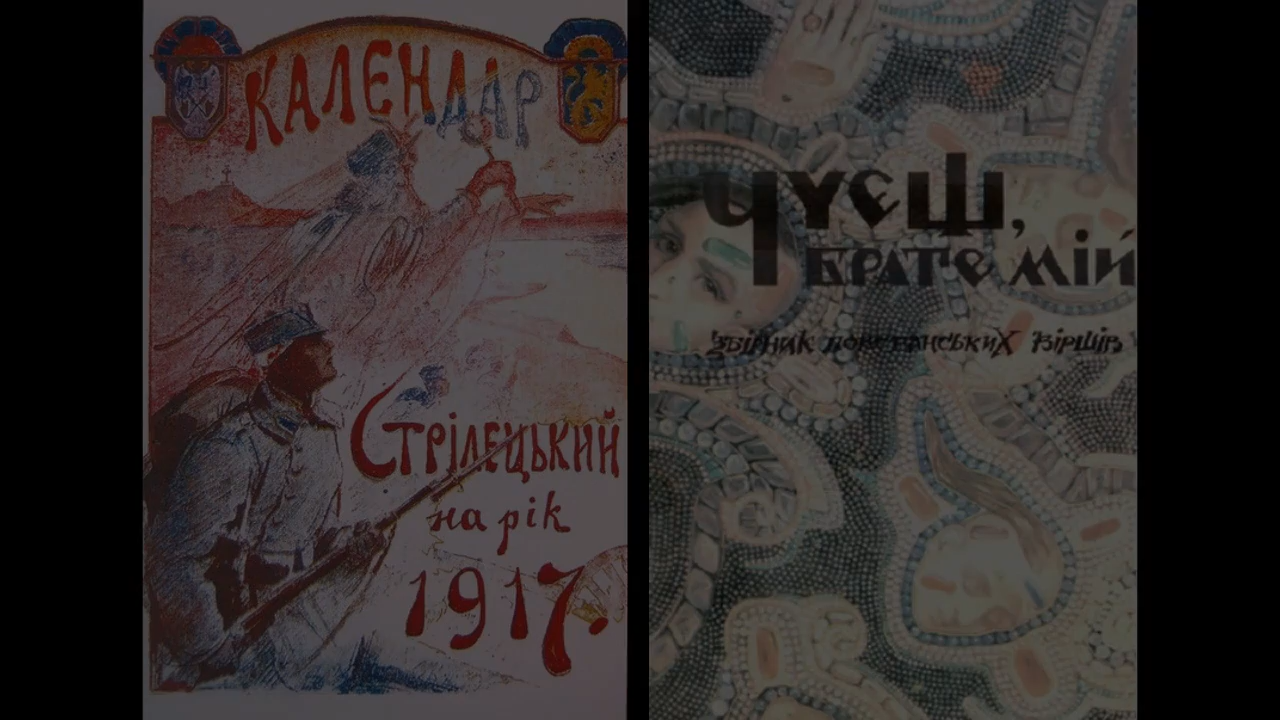 КАЛЕНДАР
Стрілецький
на рік
1917.
Чуєш,
брате мій
Збірник повстанських віршів